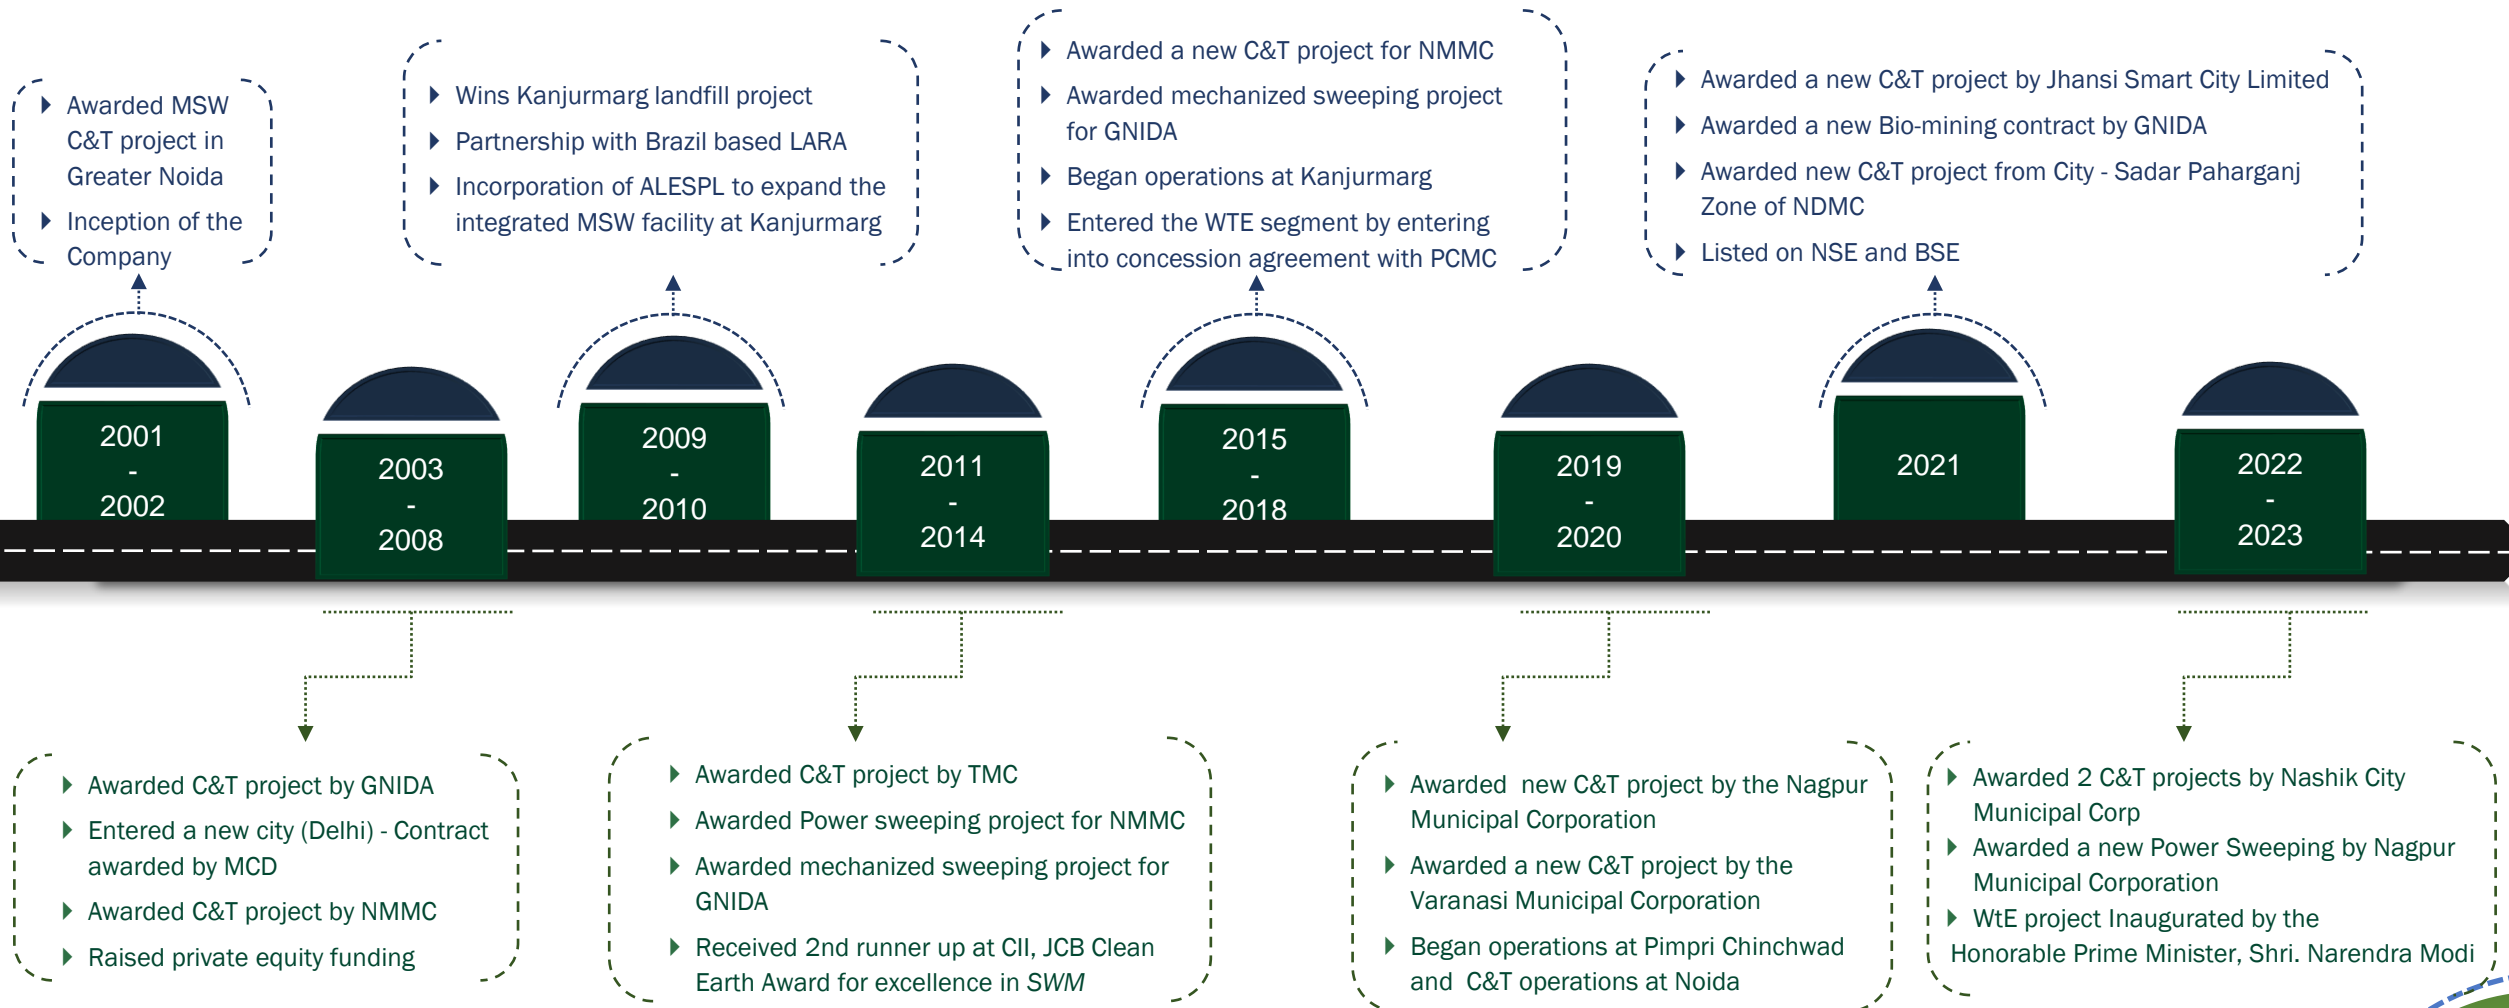 Awarded MSW
C&T project in
Greater Noida
Inception of the
Company
Wins Kanjurmarg landfill project
Partnership with Brazil based LARA
Incorporation of ALESPL to expand the
integrated MSW facility at Kanjurmarg
Awarded a new C&T project for NMMC
Awarded mechanized sweeping project
for GNIDA
Began operations at Kanjurmarg
Entered the WTE segment by entering
into concession agreement with PCMC
Awarded a new C&T project by Jhansi Smart City Limited
Awarded a new Bio-mining contract by GNIDA
Awarded new C&T project from City - Sadar Paharganj
Zone of NDMC
Listed on NSE and BSE
2001
-
2002
2003
-
2008
2009
-
2010
2011
-
2014
2015
-
2018
2019
-
2020
2021
2022
-
2023
Awarded C&T project by GNIDA
Entered a new city (Delhi) - Contract
awarded by MCD
Awarded C&T project by NMMC
Raised private equity funding
Awarded C&T project by TMC
Awarded Power sweeping project for NMMC
Awarded mechanized sweeping project for
GNIDA
Received 2nd runner up at CII, JCB Clean
Earth Award for excellence in SWM
Awarded  new C&T project by the Nagpur
Municipal Corporation
Awarded a new C&T project by the
Varanasi Municipal Corporation
Began operations at Pimpri Chinchwad
and  C&T operations at Noida
Awarded 2 C&T projects by Nashik City
Municipal Corp
Awarded a new Power Sweeping by Nagpur
Municipal Corporation
WtE project Inaugurated by the
Honorable Prime Minister, Shri. Narendra Modi